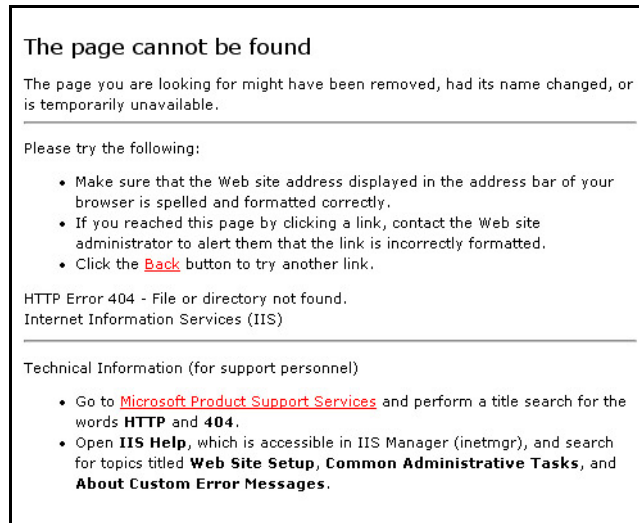 The page cannot be found
The page you are looking for might have been removed, had its name changed, or
is temporarily unavailable.
Please try the following:
• Make sure that the Web site address displayed in the address bar of your
browser is spelled and formatted correctly.
• If you reached this page by clicking a link, contact the Web site
administrator to alert them that the link is incorrectly formatted.
• Click the Back button to try another link.
HTTP Error 404 - File or directory not found.
Internet Information Services (IIS)
Technical Information (for support personnel)
• Go to Microsoft Product Support Services and perform a title search for the
words HTTP and 404.
• Open IIS Help, which is accessible in IIS Manager (inetmgr), and search
for topics titled Web Site Setup, Common Administrative Tasks, and
About Custom Error Messages.